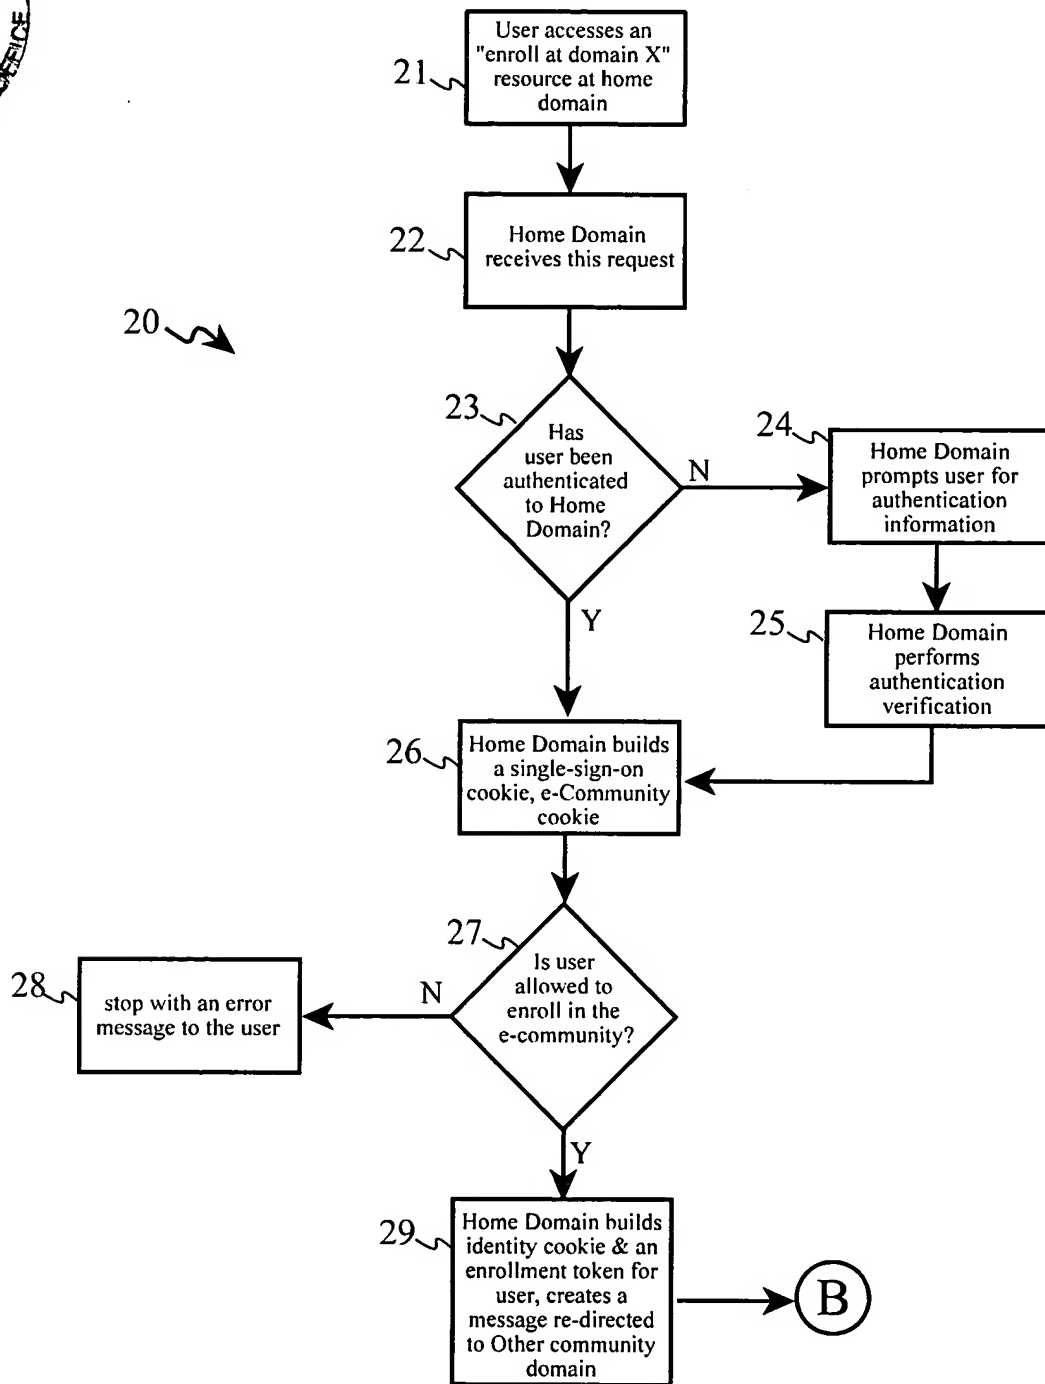 User accesses an
"enroll at domain X"
resource at home
domain
21
Home Domain
receives this request
22
20
23
Has
user been
authenticated
to Home
Domain?
N
24
Home Domain
prompts user for
authentication
information
Y
25
Home Domain
performs
authentication
verification
26
Home Domain builds
a single-sign-on
cookie, e-Community
cookie
27
Is user
allowed to
enroll in the
e-community?
N
28
stop with an error
message to the user
Y
29
Home Domain builds
identity cookie & an
enrollment token for
user, creates a
message re-directed
to Other community
domain
B